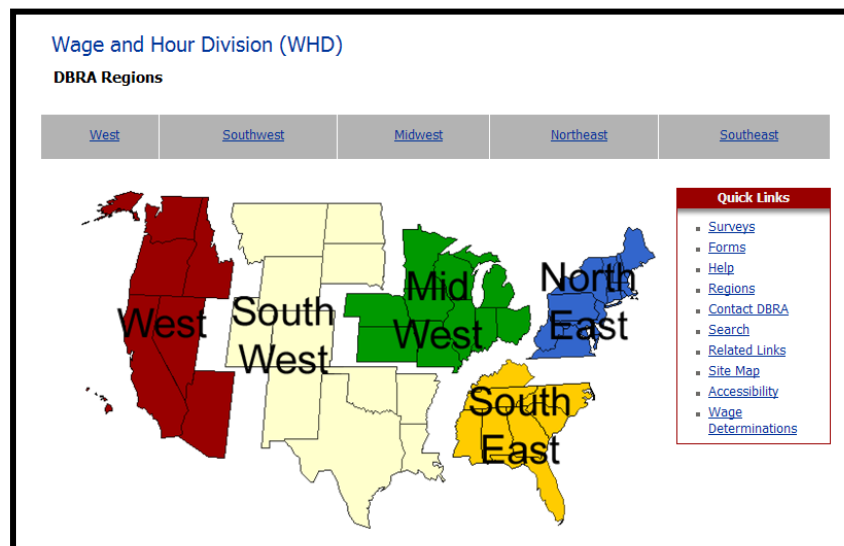 Wage and Hour Division (WHD)
DBRA Regions
West Southwest Midwest Northeast Southeast
West
South
West
Mid
West
North
East
South
East
Quick Links
Surveys
Forms
Help
Regions
Contact DBRA
Search
Related Links
Site Map
Accessibility
Wage
Determinations